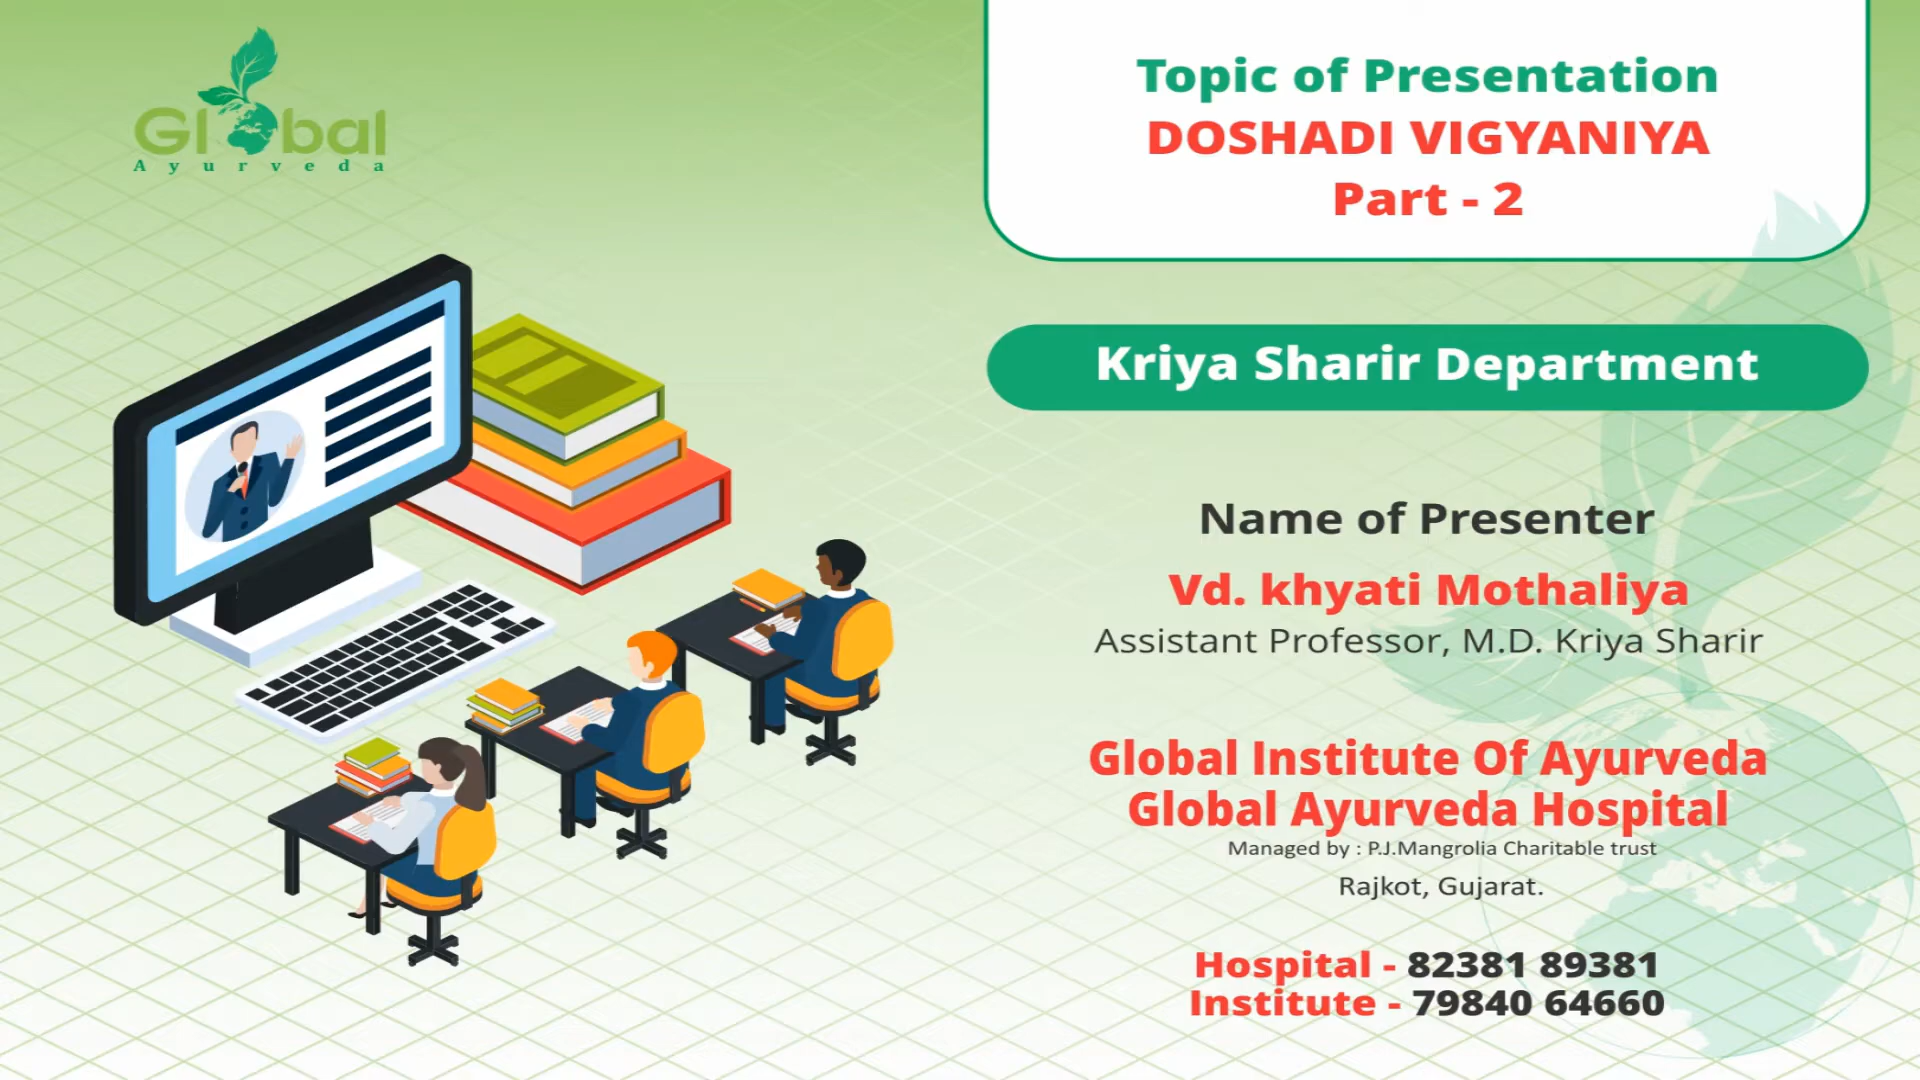 Global
Ayurveda
Topic of Presentation
DOSHADI VIGYANIYA
Part - 2
Kriya Sharir Department
Name of Presenter
Vd. khyati Mothaliya
Assistant Professor, M.D. Kriya Sharir
Global Institute Of Ayurveda
Global Ayurveda Hospital
Managed by : P.J.Mangrolia Charitable trust
Rajkot, Gujarat.
Hospital - 82381 89381
Institute - 79840 64660